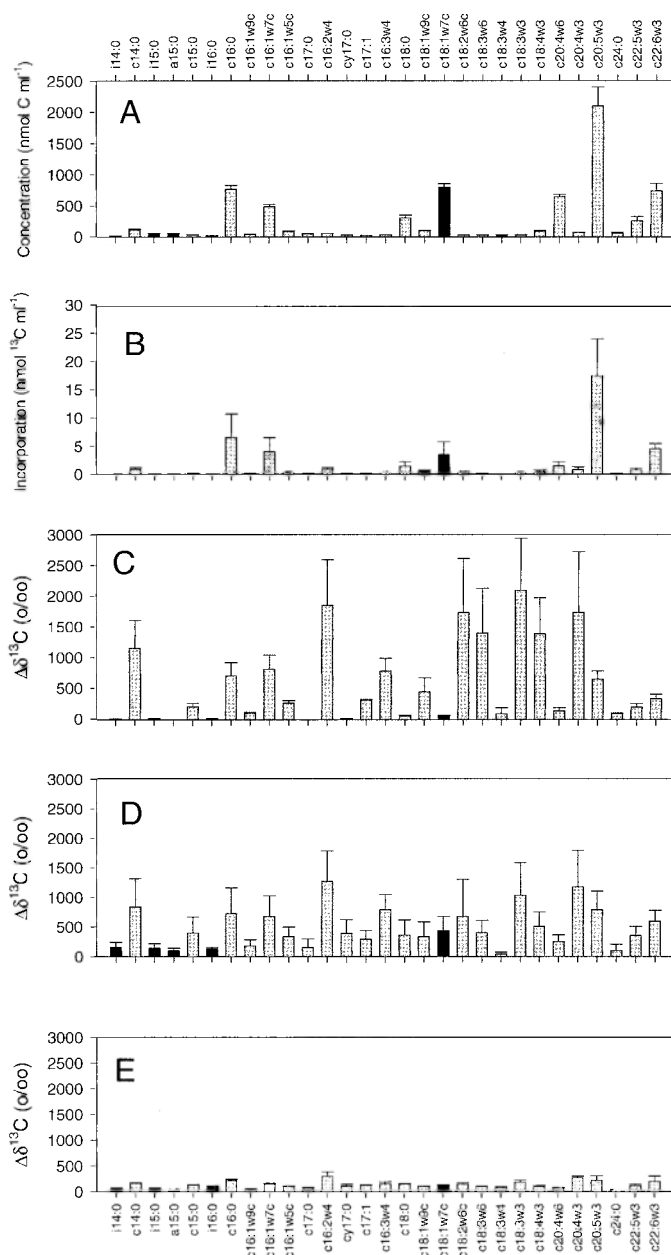 i14:0
c14:0
i15:0
a15:0
c15:0
i16:0
c16:0
c16:1w9c
c16:1w7c
c16:1w5c
c17:0
c16:2w4
cy17:0
c17:1
c16:3w4
c18:0
c18:1w9c
c18:1w7c
c18:2w6c
c18:3w6
c18:3w4
c18:3w3
c18:4w3
c20:4w6
c20:4w3
c20:5w3
c24:0
c22:5w3
c22:6w3
A
Concentration (nmol C ml⁻¹)
2500
2000
1500
1000
500
0
B
Incorporation (nmol ¹³C ml⁻¹)
30
25
20
15
10
5
0
C
Δδ¹³C (o/oo)
3000
2500
2000
1500
1000
500
0
D
Δδ¹³C (o/oo)
3000
2500
2000
1500
1000
500
0
E
Δδ¹³C (o/oo)
3000
2500
2000
1500
1000
500
0
i14:0
c14:0
i15:0
a15:0
c15:0
i16:0
c16:0
c16:1w9c
c16:1w7c
c16:1w5c
c17:0
c16:2w4
cy17:0
c17:1
c16:3w4
c18:0
c18:1w9c
c18:1w7c
c18:2w6c
c18:3w6
c18:3w4
c18:3w3
c18:4w3
c20:4w6
c20:4w3
c20:5w3
c24:0
c22:5w3
c22:6w3